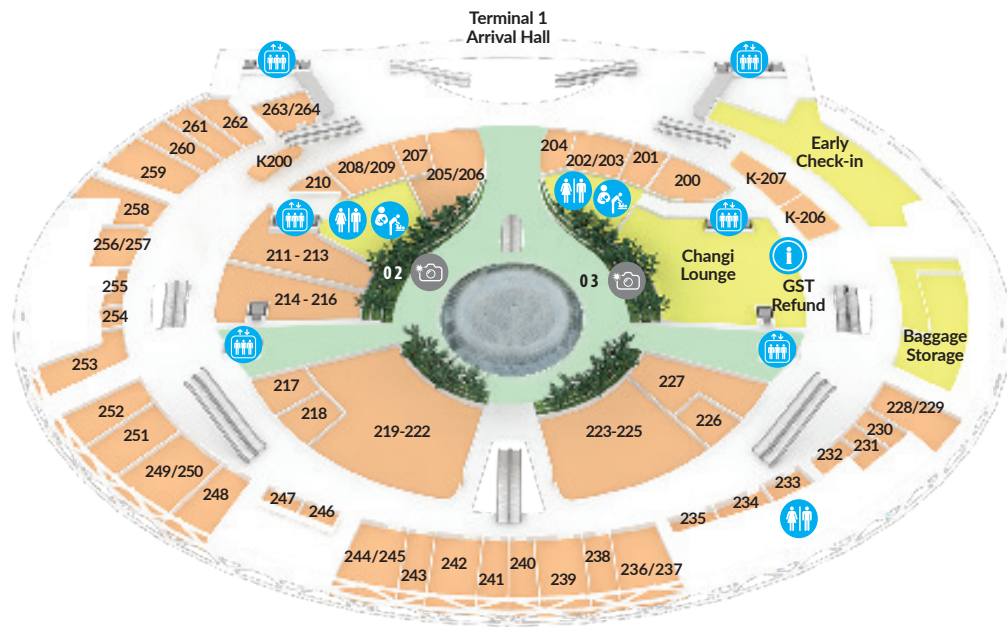 Terminal 1
Arrival Hall
263/264
262
261
260
259
K200
258
256/257
255
254
253
252
251
249/250
248
247
246
210
208/209
207
205/206
204
202/203
201
200
Early
Check-in
K-207
K-206
211 - 213
214 - 216
02
03
Changi
Lounge
i
GST
Refund
Baggage
Storage
217
218
219-222
223-225
227
226
228/229
230
231
232
233
234
235
244/245
243
242
241
240
239
238
236/237